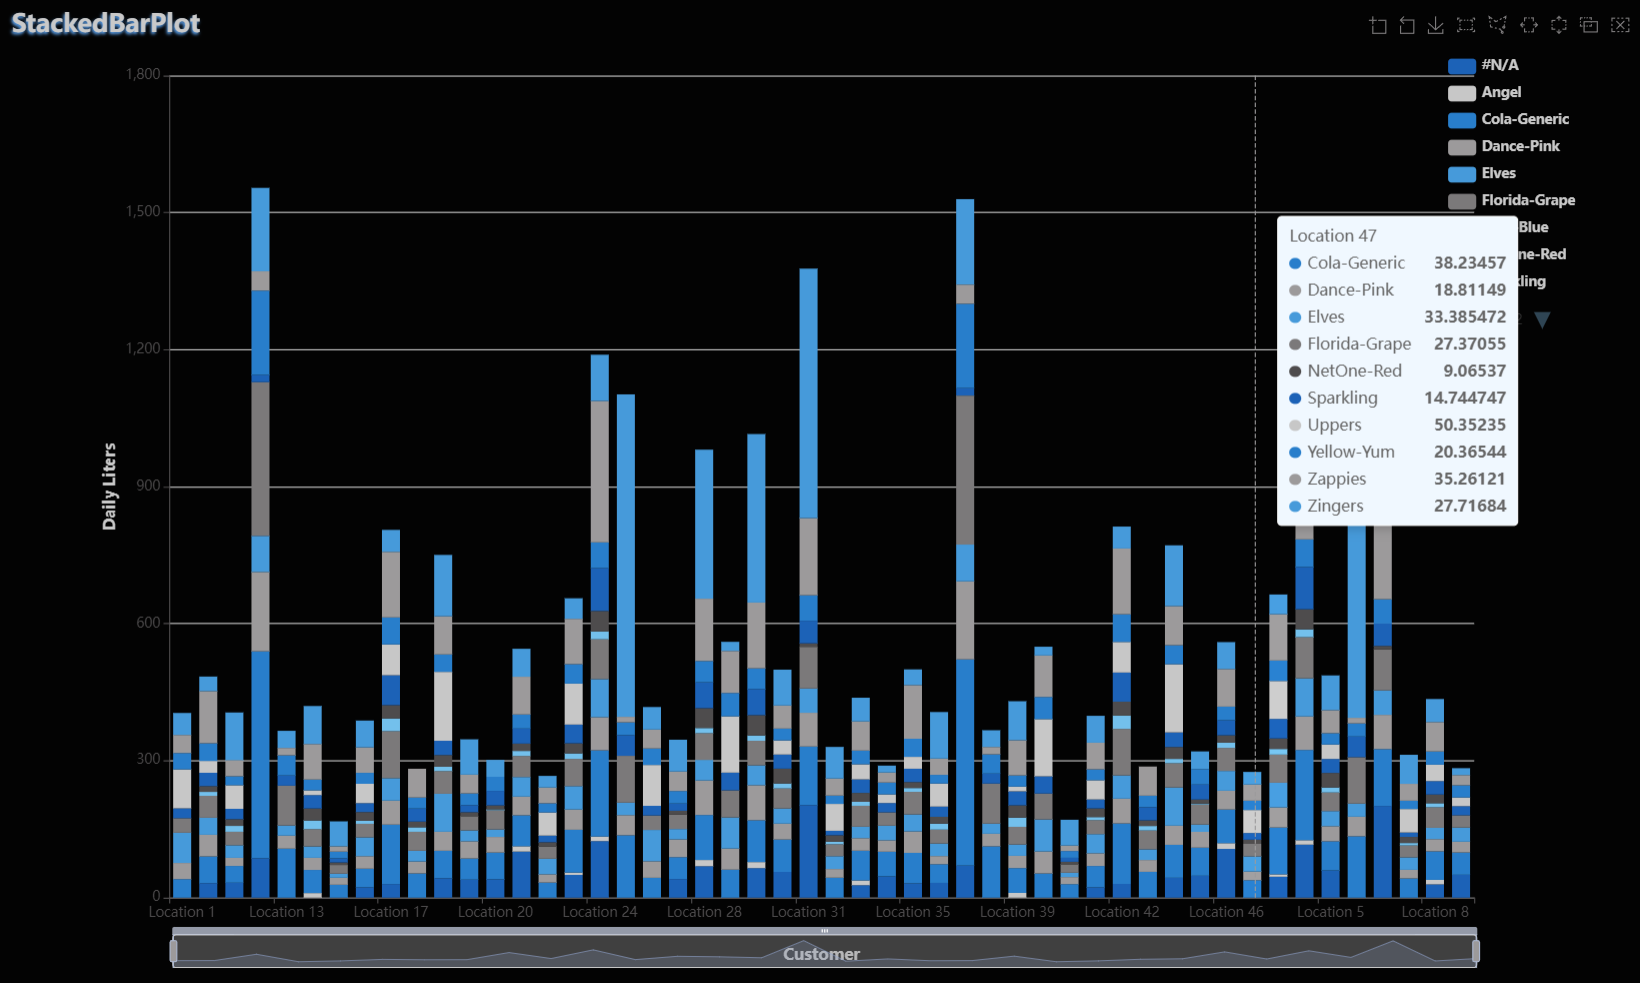 StackedBarPlot
#N/A
Angel
Cola-Generic
Dance-Pink
Elves
Florida-Grape
Blue
ne-Red
ling
1,800
1,500
1,200
900
600
300
0
Daily Liters
Location 47
Cola-Generic 38.23457
Dance-Pink 18.81149
Elves 33.385472
Florida-Grape 27.37055
NetOne-Red 9.06537
Sparkling 14.744747
Uppers 50.35235
Yellow-Yum 20.36544
Zappies 35.26121
Zingers 27.71684
Location 1 Location 13 Location 17 Location 20 Location 24 Location 28 Location 31 Location 35 Location 39 Location 42 Location 46 Location 5 Location 8
Customer